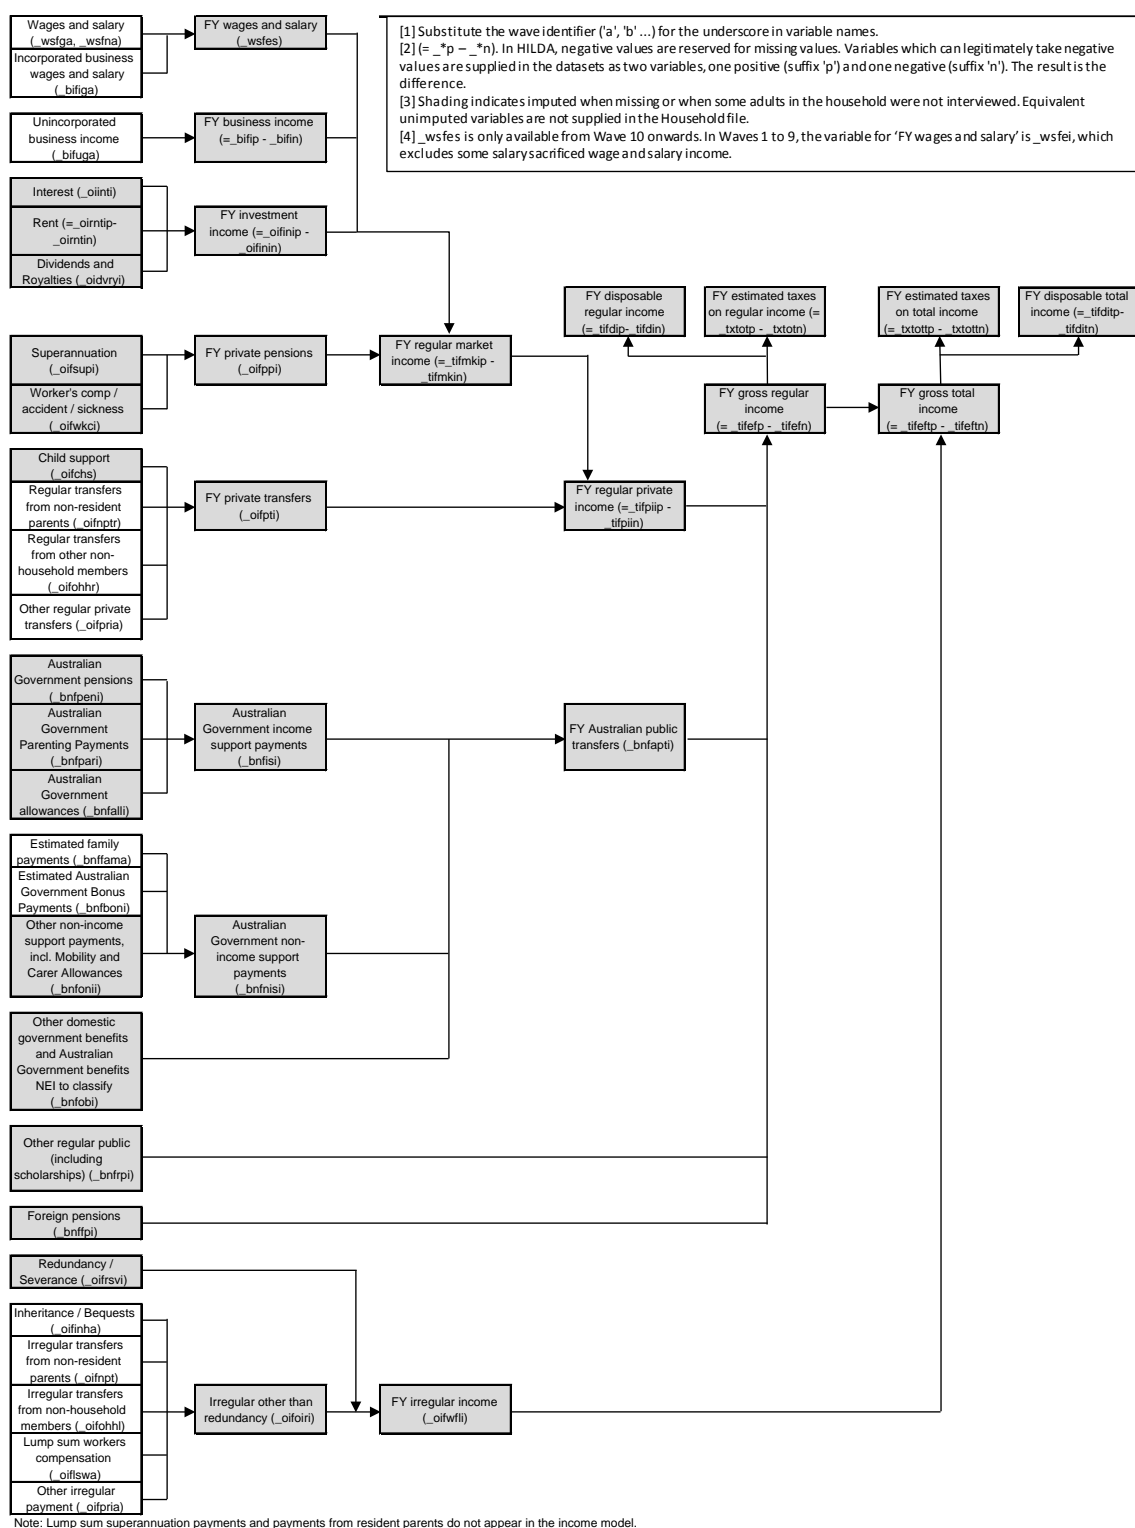 Wages and salary
(_wsfga, _wsfna)
Incorporated business
wages and salary
(_bifiga)
FY wages and salary
(_wsfes)
[1] Substitute the wave identifier ('a', 'b' ...) for the underscore in variable names.
[2] (= _*p – _*n). In HILDA, negative values are reserved for missing values. Variables which can legitimately take negative
values are supplied in the datasets as two variables, one positive (suffix 'p') and one negative (suffix 'n'). The result is the
difference.
[3] Shading indicates imputed when missing or when some adults in the household were not interviewed. Equivalent
unimputed variables are not supplied in the Household file.
[4] _wsfes is only available from Wave 10 onwards. In Waves 1 to 9, the variable for ‘FY wages and salary’ is _wsfei, which
excludes some salary sacrificed wage and salary income.
Unincorporated
business income
(_bifuga)
FY business income
(=_bifip - _bifin)
Interest (_oiinti)
Rent (=_oirntip-
_oirntin)
Dividends and
Royalties (_oidvryi)
FY investment
income (=_oifinip -
_oifinin)
FY disposable
regular income
(=_tifdip-_tifdin)
FY estimated taxes
on regular income (=
_txtotp - _txtotn)
FY estimated taxes
on total income
(=_txtottp - _txtottn)
FY disposable total
income (=_tifditp-
_tifditn)
Superannuation
(_oifsupi)
Worker's comp /
accident / sickness
(_oifwkci)
FY private pensions
(_oifppi)
FY regular market
income (=_tifmkip -
_tifmkin)
FY gross regular
income
(= _tifefp - _tifefn)
FY gross total
income
(= _tifeftp - _tifeftn)
Child support
(_oifchs)
Regular transfers
from non-resident
parents (_oifnptr)
Regular transfers
from other non-
household members
(_oifohhr)
Other regular private
transfers (_oifpria)
FY private transfers
(_oifpti)
FY regular private
income (=_tifpiip -
_tifpiin)
Australian
Government pensions
(_bnfpeni)
Australian
Government
Parenting Payments
(_bnfpari)
Australian
Government
allowances (_bnfalli)
Australian
Government income
support payments
(_bnfisi)
FY Australian public
transfers (_bnfapti)
Estimated family
payments (_bnffama)
Estimated Australian
Government Bonus
Payments (_bnfboni)
Other non-income
support payments,
incl. Mobility and
Carer Allowances
(_bnfonii)
Australian
Government non-
income support
payments
(_bnfnisi)
Other domestic
government benefits
and Australian
Government benefits
NEI to classify
(_bnfobi)
Other regular public
(including
scholarships) (_bnfrpi)
Foreign pensions
(_bnffpi)
Redundancy /
Severance (_oifrsvi)
Inheritance / Bequests
(_oifinha)
Irregular transfers
from non-resident
parents (_oifnpt)
Irregular transfers
from non-household
members (_oifohhl)
Lump sum workers
compensation
(_oiflswa)
Other irregular
payment (_oifpria)
Irregular other than
redundancy (_oifoiri)
FY irregular income
(_oifwfli)
Note: Lump sum superannuation payments and payments from resident parents do not appear in the income model.